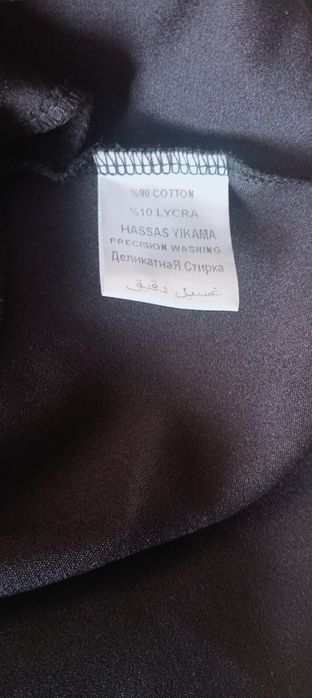 %90 COTTON
%10 LYCRA
HASSAS YIKAMA
PRECISION WASHING
ДеликатнаЯ Стирка
غسيل دقيق